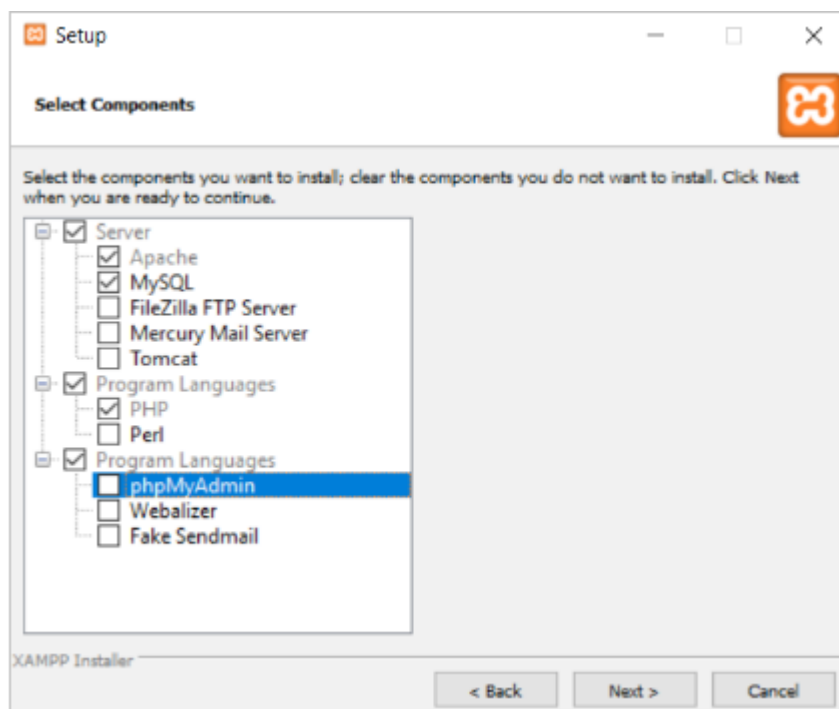 Setup
Select Components
Select the components you want to install; clear the components you do not want to install. Click Next
when you are ready to continue.
Server
Apache
MySQL
FileZilla FTP Server
Mercury Mail Server
Tomcat
Program Languages
PHP
Perl
Program Languages
phpMyAdmin
Webalizer
Fake Sendmail
XAMPP Installer
< Back
Next >
Cancel